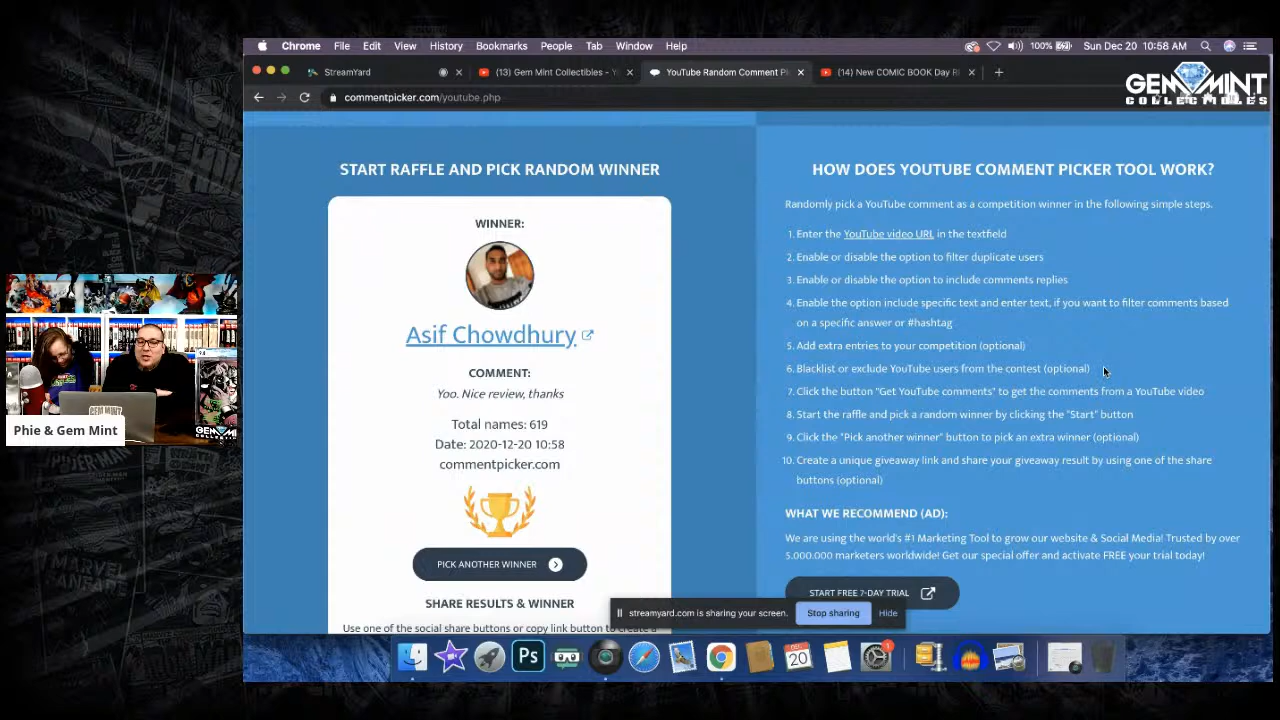 Chrome File Edit View History Bookmarks People Tab Window Help
100%
Sun Dec 20 10:58 AM
StreamYard
(13) Gem Mint Collectibles - Y
YouTube Random Comment Pi
(14) New COMIC BOOK Day R
commentpicker.com/youtube.php
GEM MINT
COLLECTIBLES
START RAFFLE AND PICK RANDOM WINNER
WINNER:
Asif Chowdhury
COMMENT:
Yoo. Nice review, thanks
Total names: 619
Date: 2020-12-20 10:58
commentpicker.com
PICK ANOTHER WINNER
SHARE RESULTS & WINNER
Use one of the social share buttons or copy link button to create a
HOW DOES YOUTUBE COMMENT PICKER TOOL WORK?
Randomly pick a YouTube comment as a competition winner in the following simple steps.
1. Enter the YouTube video URL in the textfield
2. Enable or disable the option to filter duplicate users
3. Enable or disable the option to include comments replies
4. Enable the option include specific text and enter text, if you want to filter comments based
on a specific answer or #hashtag
5. Add extra entries to your competition (optional)
6. Blacklist or exclude YouTube users from the contest (optional)
7. Click the button "Get YouTube comments" to get the comments from a YouTube video
8. Start the raffle and pick a random winner by clicking the "Start" button
9. Click the "Pick another winner" button to pick an extra winner (optional)
10. Create a unique giveaway link and share your giveaway result by using one of the share
buttons (optional)
WHAT WE RECOMMEND (AD):
We are using the world's #1 Marketing Tool to grow our website & Social Media! Trusted by over
5.000.000 marketers worldwide! Get our special offer and activate FREE your trial today!
START FREE 7-DAY TRIAL
streamyard.com is sharing your screen.
Stop sharing
Hide
Phie & Gem Mint
GEM MINT
Ps
DEC
20
1